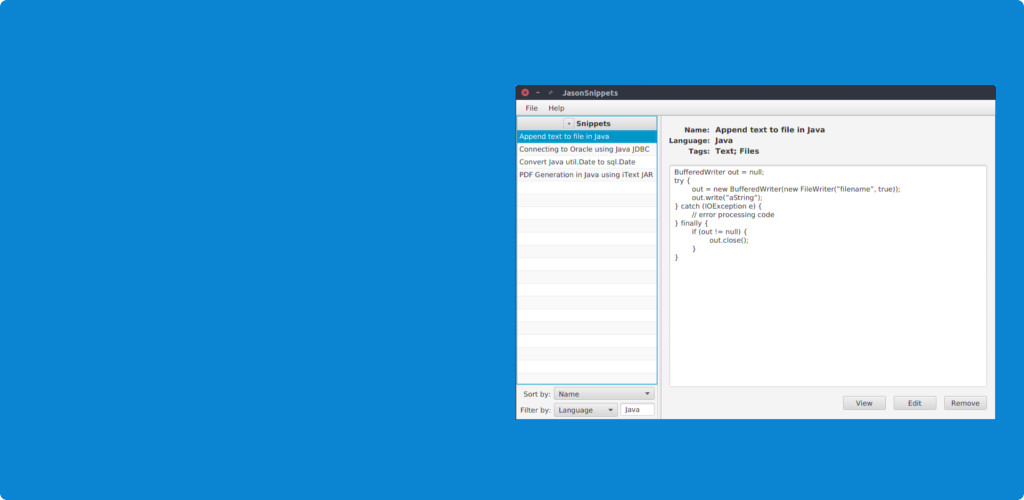 JasonSnippets
File Help
Snippets
Append text to file in Java
Connecting to Oracle using Java JDBC
Convert Java util.Date to sql.Date
PDF Generation in Java using iText JAR
Sort by: Name
Filter by: Language Java
Name: Append text to file in Java
Language: Java
Tags: Text; Files
BufferedWriter out = null;
try {
out = new BufferedWriter(new FileWriter("filename", true));
out.write("aString");
} catch (IOException e) {
// error processing code
} finally {
if (out != null) {
out.close();
}
}
View Edit Remove